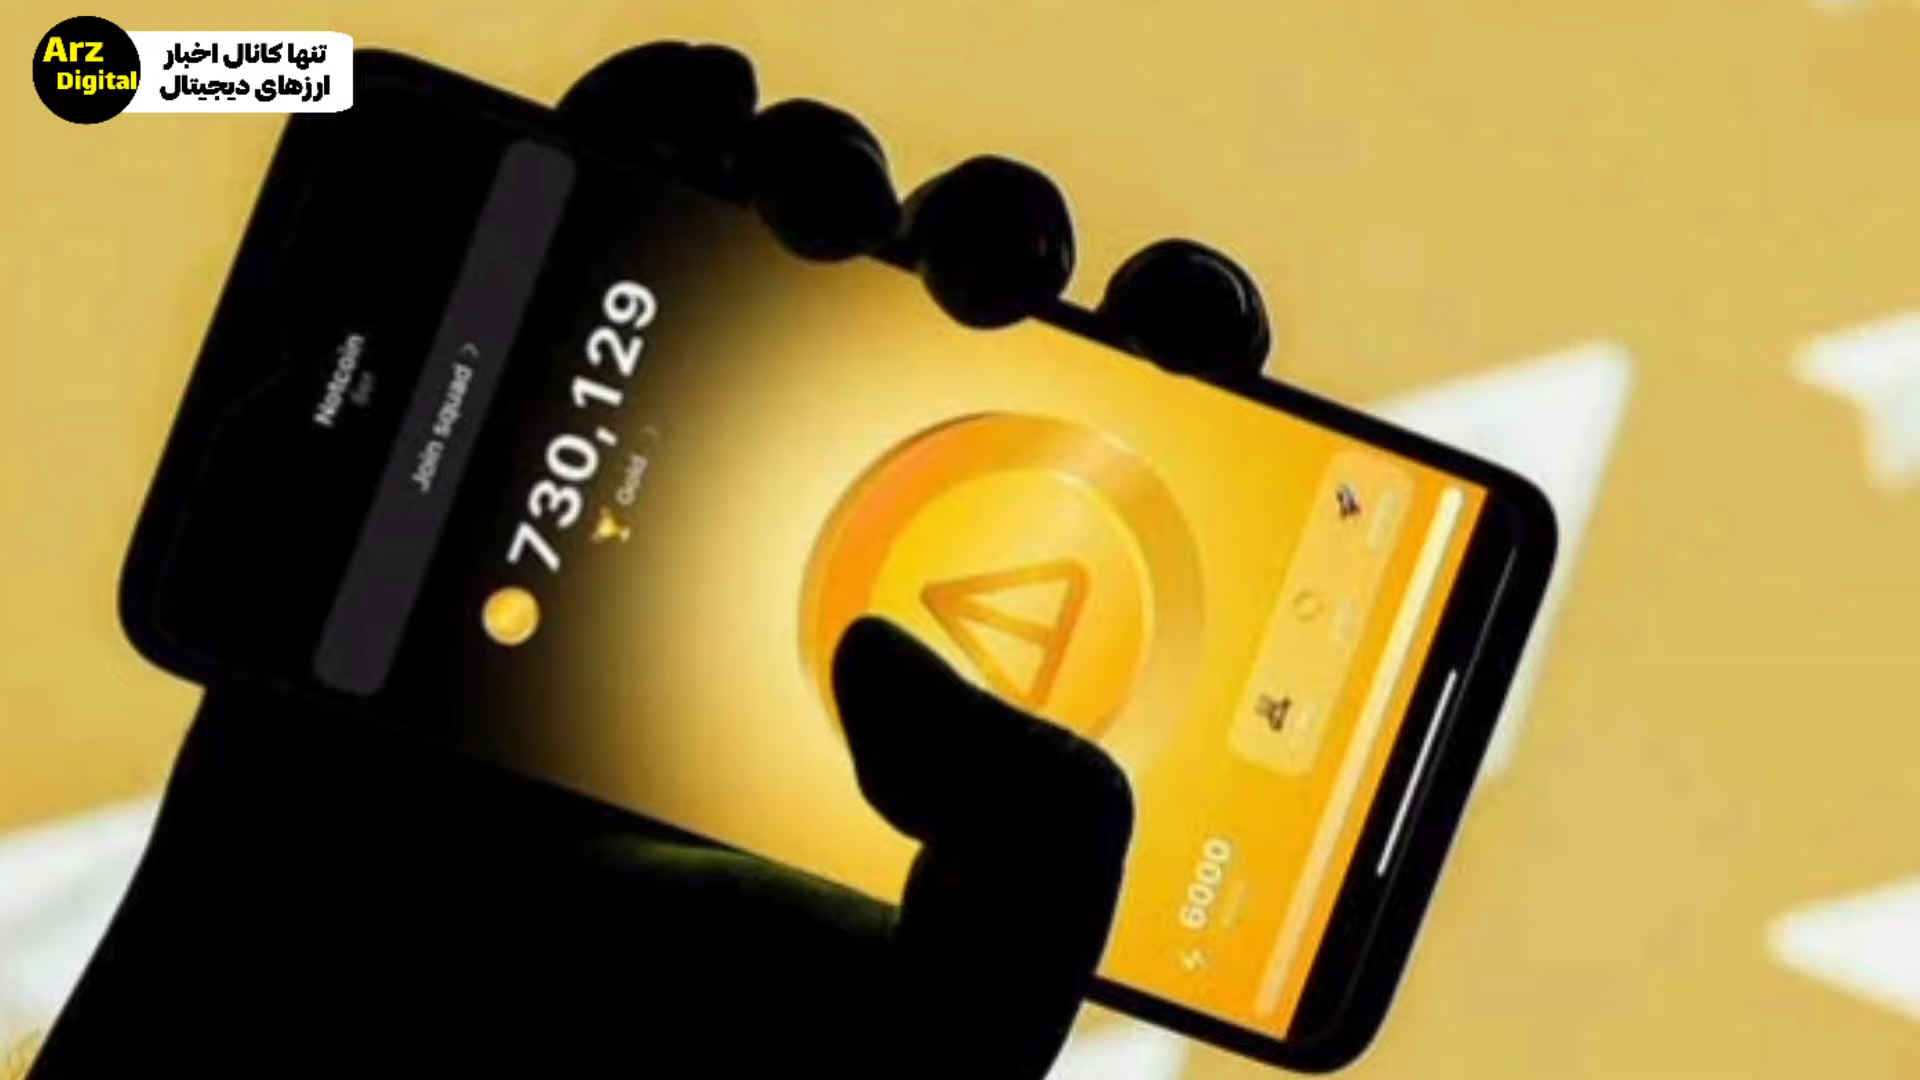 Arz
Digital
تنها کانال اخبار
ارزهای دیجیتال
Notcoin
Join squad >
730,129
Gold >
6000